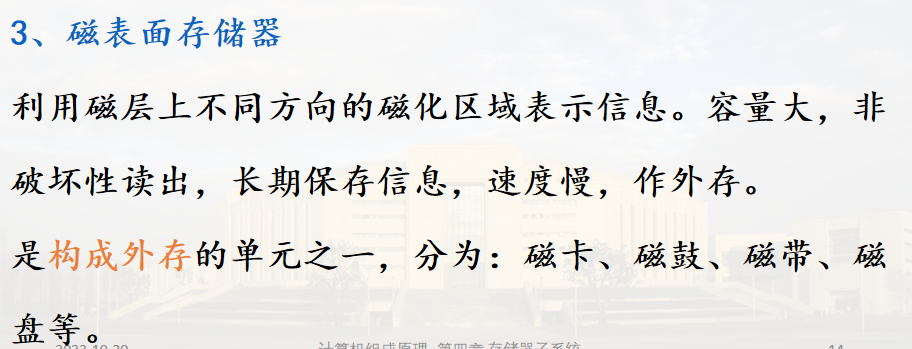 3、磁表面存储器
利用磁层上不同方向的磁化区域表示信息。容量大，非
破坏性读出，长期保存信息，速度慢，作外存。
是构成外存的单元之一，分为：磁卡、磁鼓、磁带、磁
盘等。
计算机组成原理 第四章 存储器子系统
14